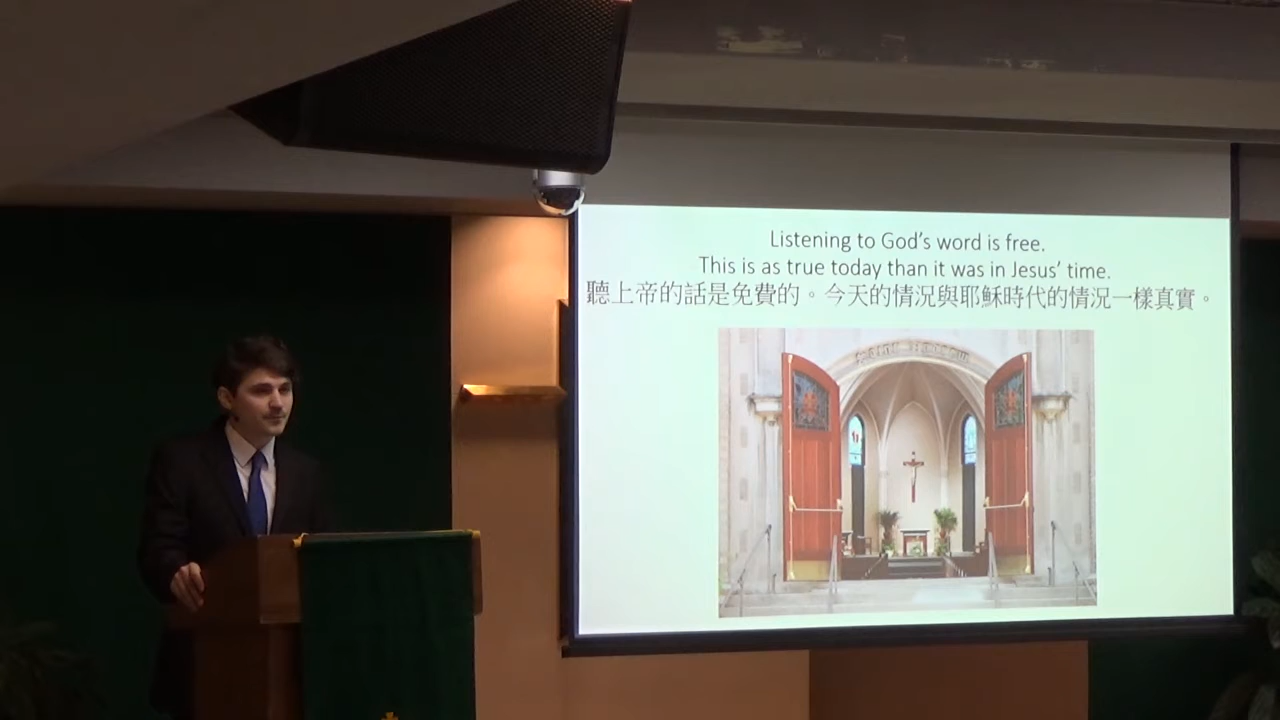 Listening to God’s word is free.
This is as true today than it was in Jesus’ time.
聽上帝的話是免費的。今天的情況與耶穌時代的情況一樣真實。